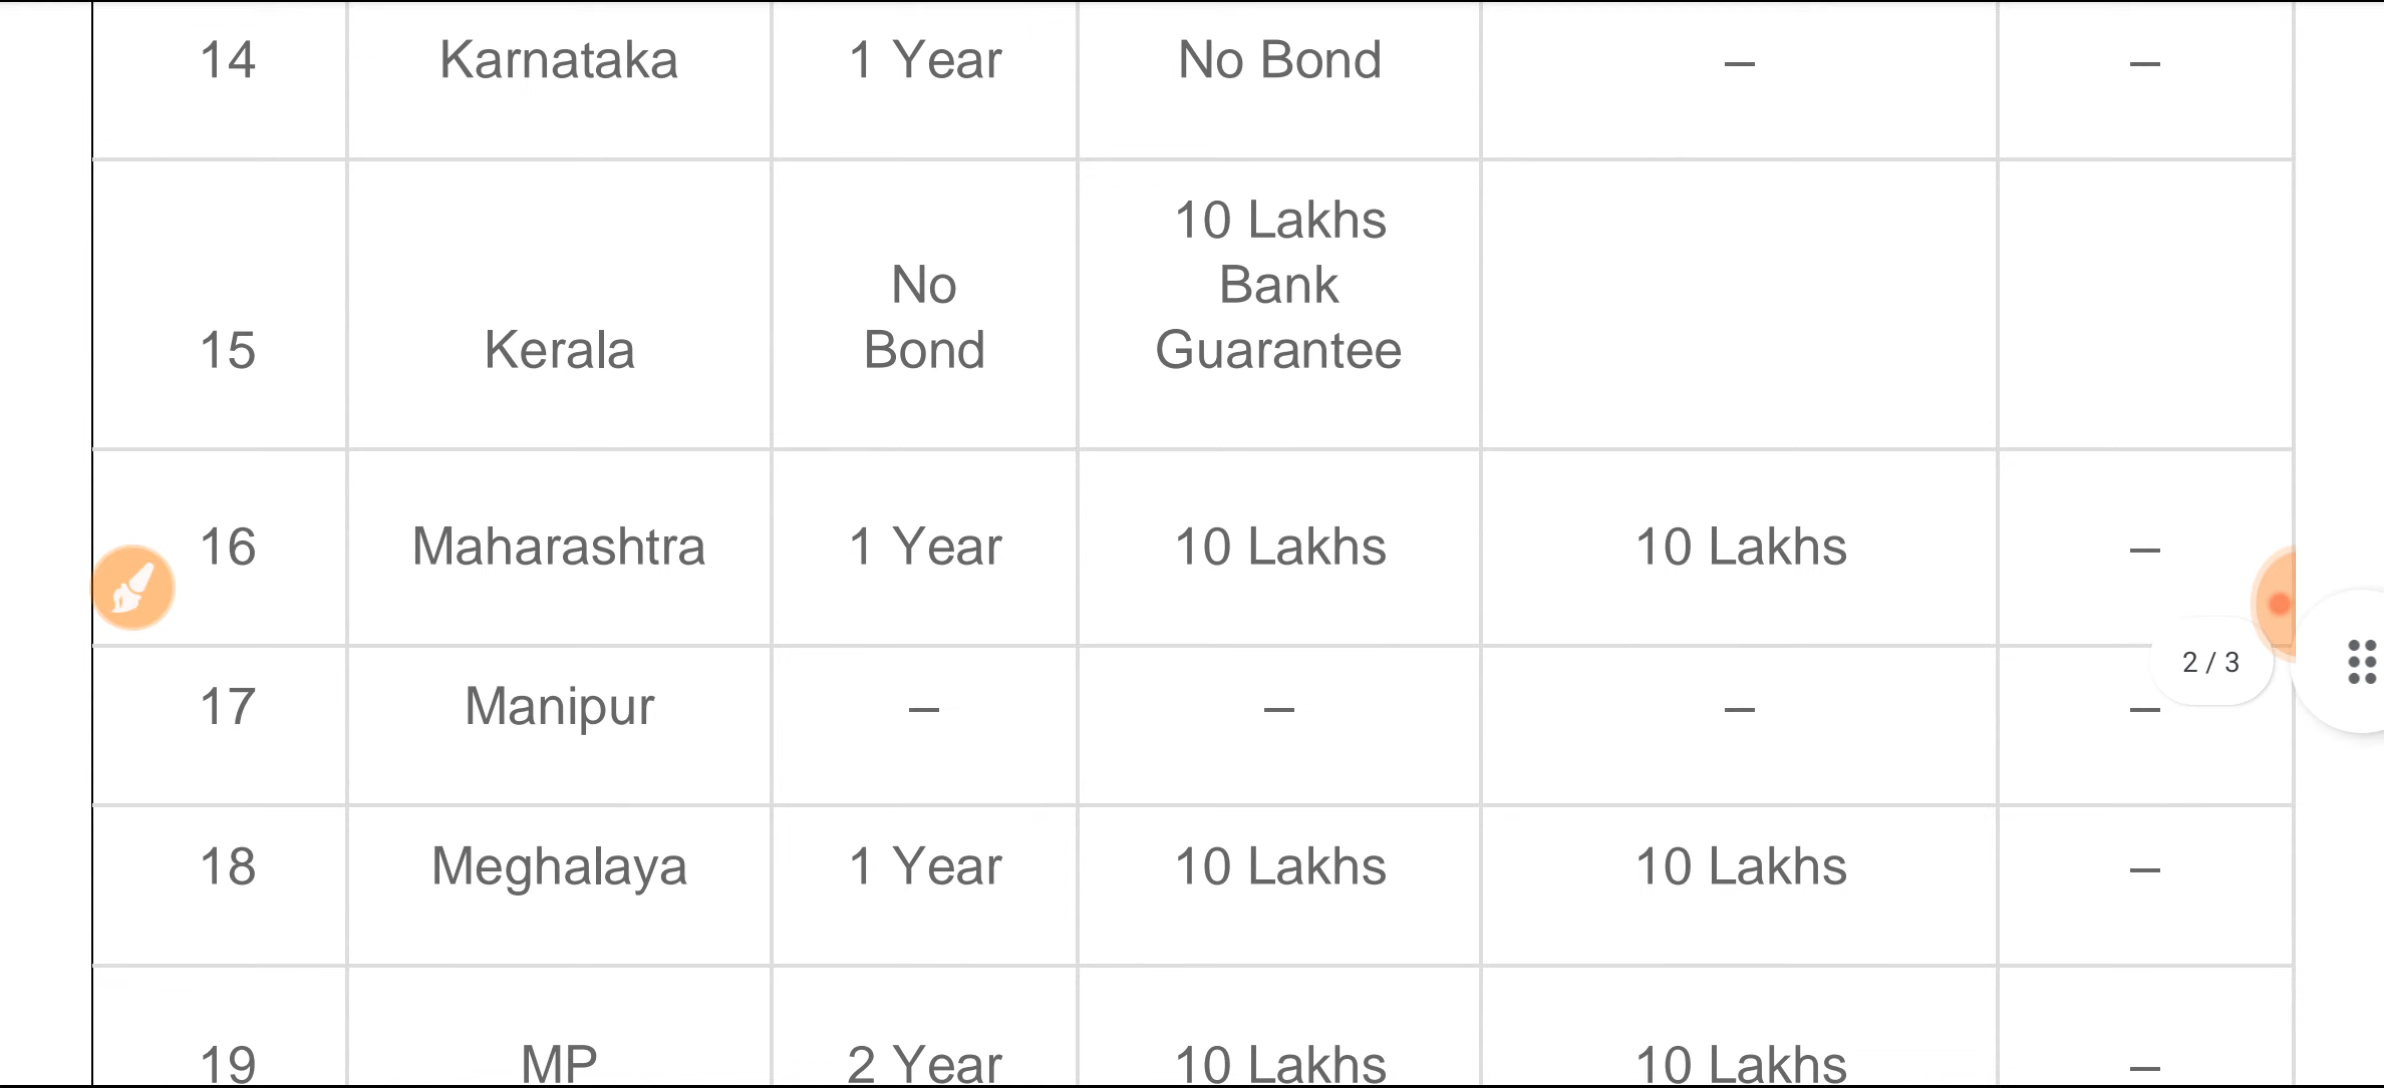 14 Karnataka 1 Year No Bond – –
10 Lakhs
No Bank
15 Kerala Bond Guarantee
16 Maharashtra 1 Year 10 Lakhs 10 Lakhs –
2 / 3
17 Manipur – – – –
18 Meghalaya 1 Year 10 Lakhs 10 Lakhs –
19 MP 2 Year 10 Lakhs 10 Lakhs –